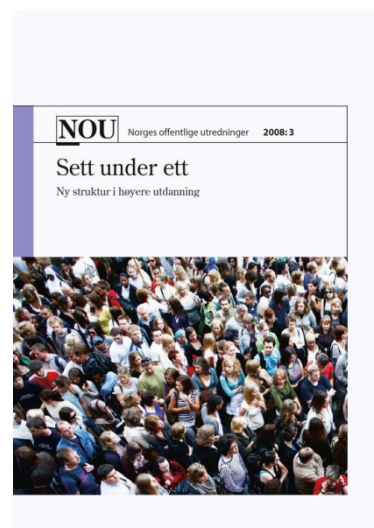 NOU Norges offentlige utredninger 2008: 3
Sett under ett
Ny struktur i høyere utdanning